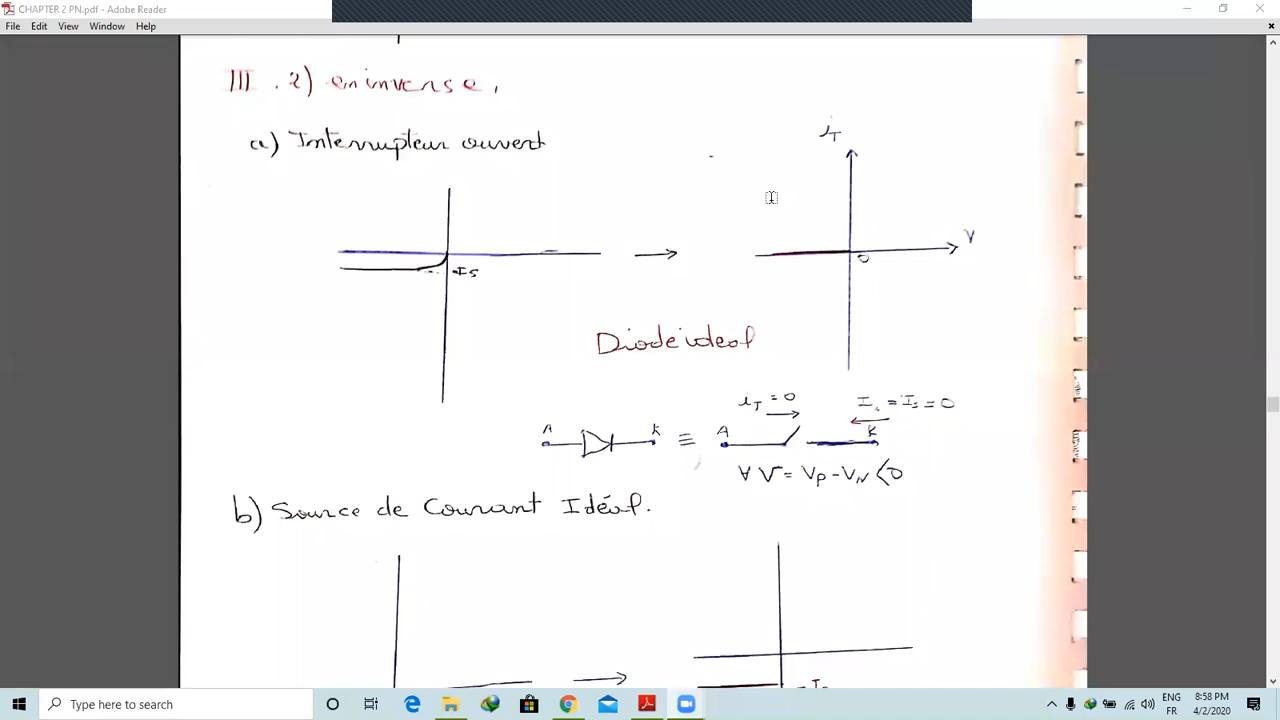 CHAPTER 2 PN.pdf - Adobe Reader
File Edit View Window Help
III. 2) en inverse,
a) Interrupteur ouvert
iT
V
0
-Is
Diode ideal
iT = 0
= Is = 0
A K ≡ A K
∀ V = VP - VN < 0
b) Source de Courant Idéal.
Type here to search
ENG
FR
8:58 PM
4/2/2020